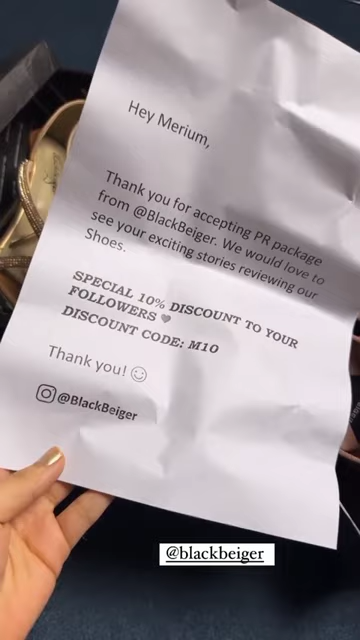 Hey Merium,
Thank you for accepting PR package
from @BlackBeiger. We would love to
see your exciting stories reviewing our
Shoes.
SPECIAL 10% DISCOUNT TO YOUR
FOLLOWERS ♥
DISCOUNT CODE: M10
Thank you! ☺
@BlackBeiger
@blackbeiger